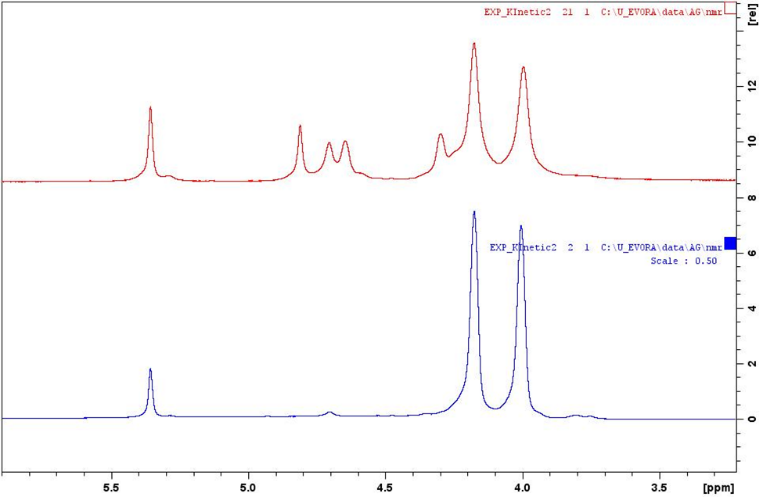 EXP_KInetic2 21 1 C:\U_EVORA\data\AG\nmr
[rel]
12
10
8
EXP_KInetic2 2 1 C:\U_EVORA\data\AG\nmr
Scale : 0.50
6
4
2
0
5.5 5.0 4.5 4.0 3.5 [ppm]